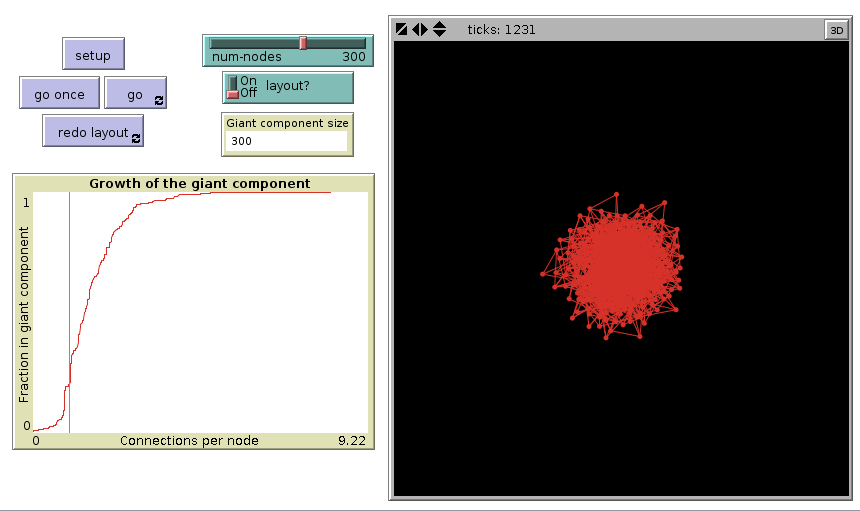 setup
go once
go
redo layout
num-nodes 300
On
Off
layout?
Giant component size
300
Growth of the giant component
1
Fraction in giant component
0
0
Connections per node
9.22
ticks: 1231
3D